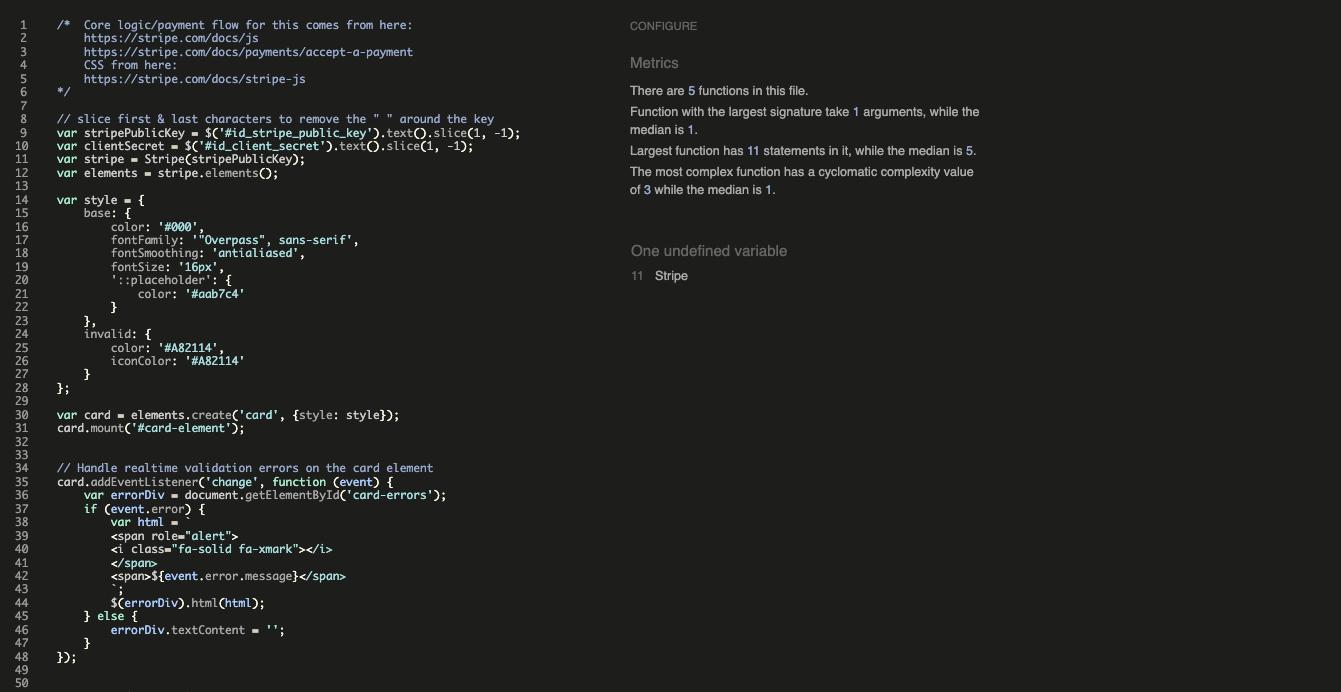 1 /*  Core logic/payment flow for this comes from here:
2     https://stripe.com/docs/js
3     https://stripe.com/docs/payments/accept-a-payment
4     CSS from here:
5     https://stripe.com/docs/stripe-js
6 */
7
8 // slice first & last characters to remove the " " around the key
9 var stripePublicKey = $('#id_stripe_public_key').text().slice(1, -1);
10 var clientSecret = $('#id_client_secret').text().slice(1, -1);
11 var stripe = Stripe(stripePublicKey);
12 var elements = stripe.elements();
13
14 var style = {
15     base: {
16         color: '#000',
17         fontFamily: '"Overpass", sans-serif',
18         fontSmoothing: 'antialiased',
19         fontSize: '16px',
20         '::placeholder': {
21             color: '#aab7c4'
22         }
23     },
24     invalid: {
25         color: '#A82114',
26         iconColor: '#A82114'
27     }
28 };
29
30 var card = elements.create('card', {style: style});
31 card.mount('#card-element');
32
33
34 // Handle realtime validation errors on the card element
35 card.addEventListener('change', function (event) {
36     var errorDiv = document.getElementById('card-errors');
37     if (event.error) {
38         var html = `
39         <span role="alert">
40         <i class="fa-solid fa-xmark"></i>
41         </span>
42         <span>${event.error.message}</span>
43         `;
44         $(errorDiv).html(html);
45     } else {
46         errorDiv.textContent = '';
47     }
48 });
49
50
CONFIGURE
Metrics
There are 5 functions in this file.
Function with the largest signature take 1 arguments, while the
median is 1.
Largest function has 11 statements in it, while the median is 5.
The most complex function has a cyclomatic complexity value
of 3 while the median is 1.
One undefined variable
11 Stripe